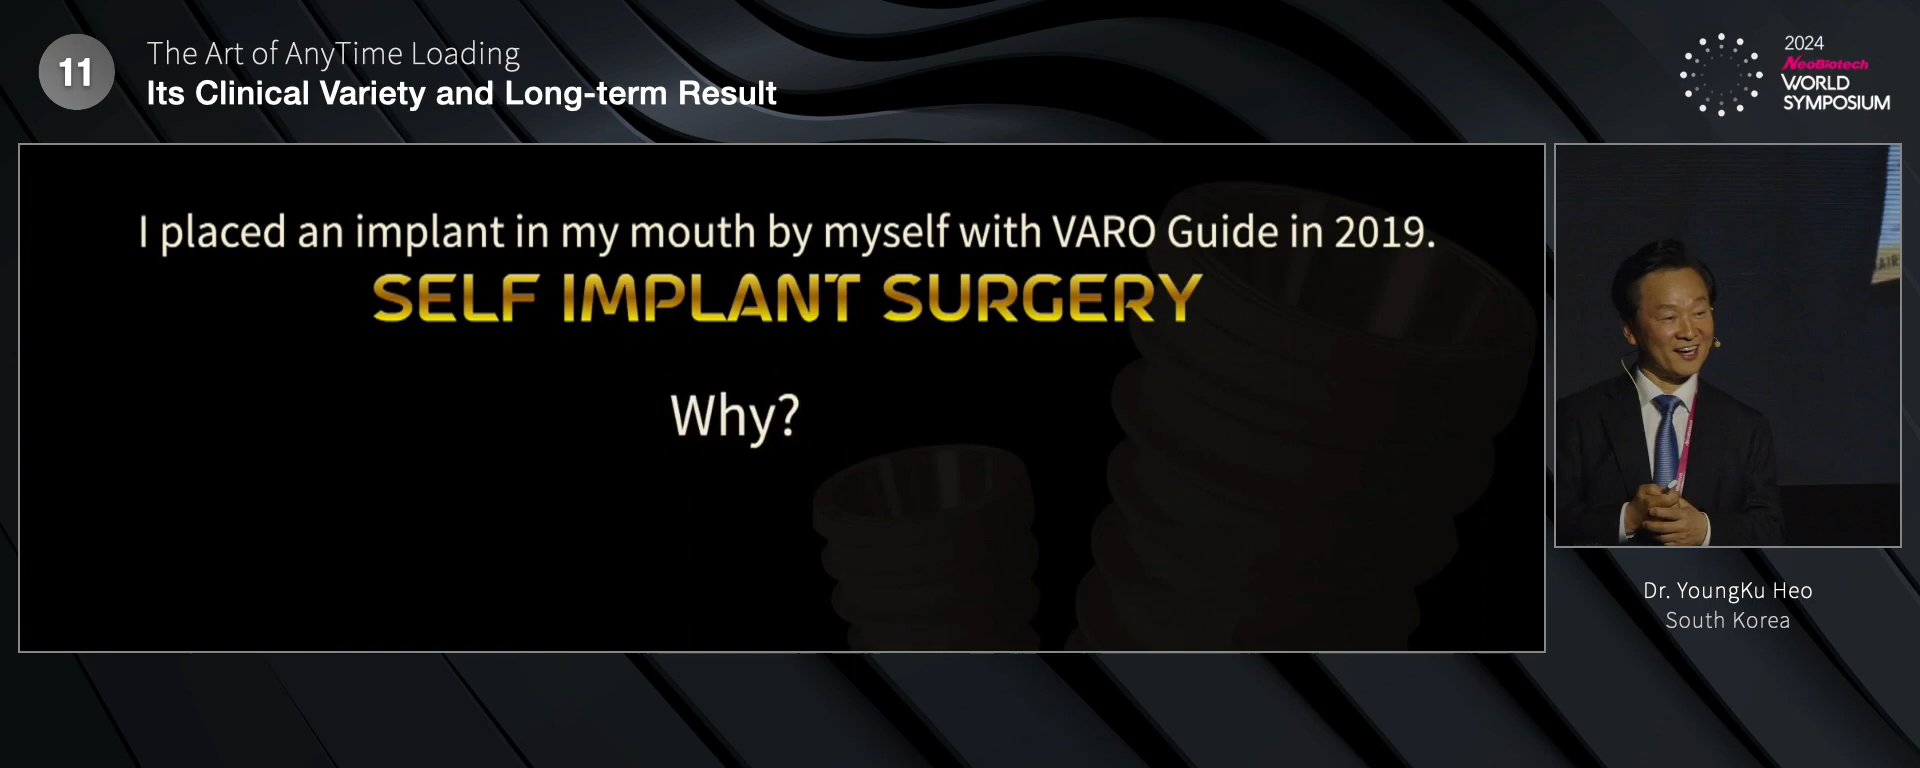 11
The Art of AnyTime Loading
Its Clinical Variety and Long-term Result
2024
NeoBiotech
WORLD
SYMPOSIUM
I placed an implant in my mouth by myself with VARO Guide in 2019.
SELF IMPLANT SURGERY
Why?
Dr. YoungKu Heo
South Korea